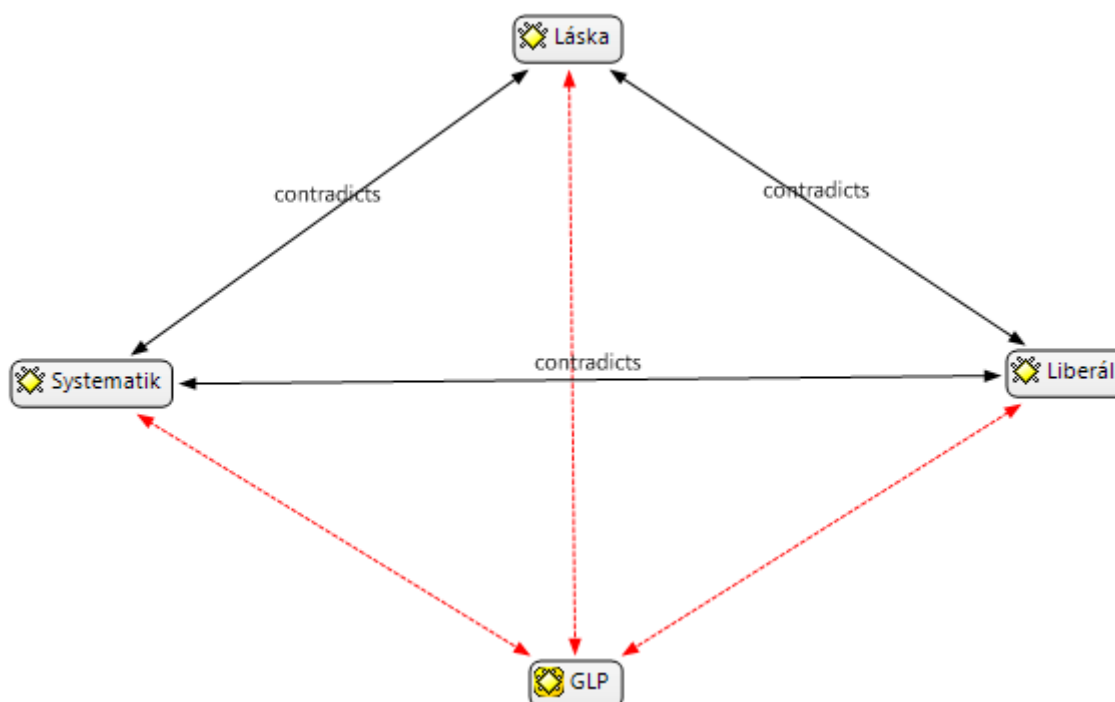 Láska
contradicts
contradicts
contradicts
Systematik
Liberál
GLP